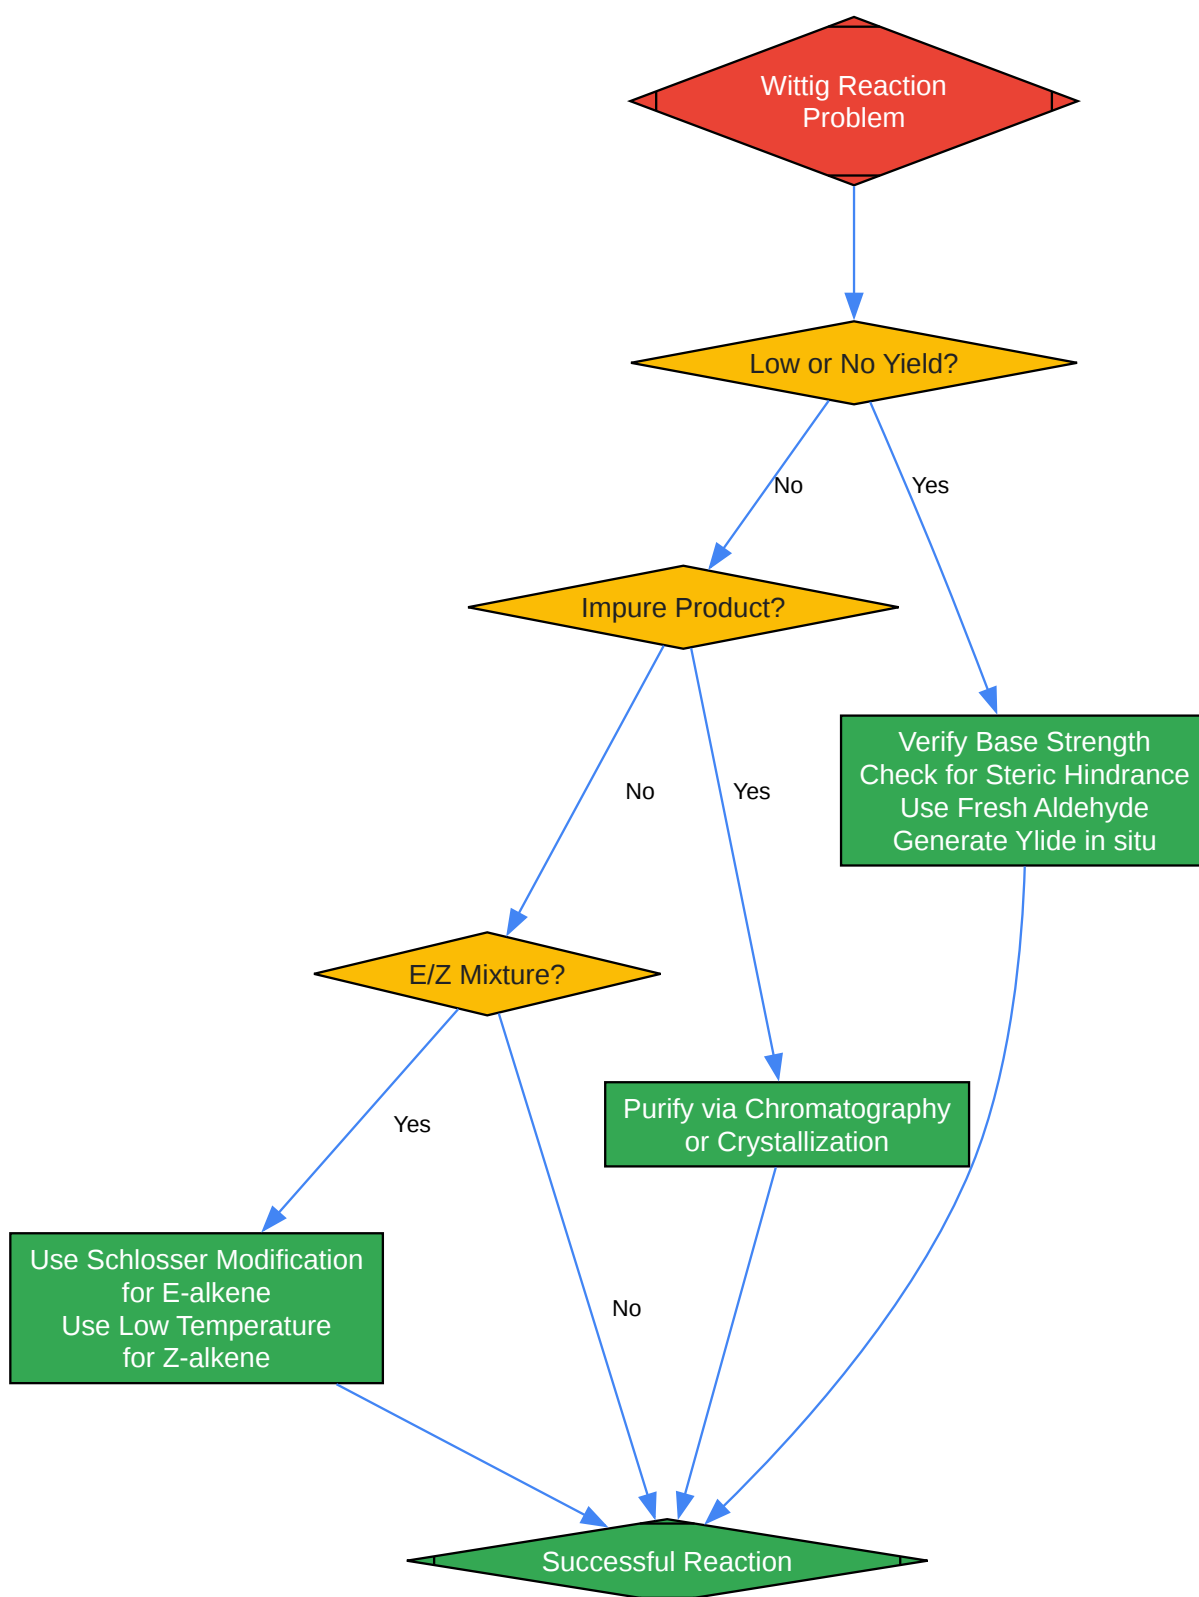 Wittig Reaction
Problem
Low or No Yield?
No
Yes
Impure Product?
Verify Base Strength
Check for Steric Hindrance
Use Fresh Aldehyde
Generate Ylide in situ
No
Yes
E/Z Mixture?
Purify via Chromatography
or Crystallization
Yes
Use Schlosser Modification
for E-alkene
Use Low Temperature
for Z-alkene
No
Successful Reaction